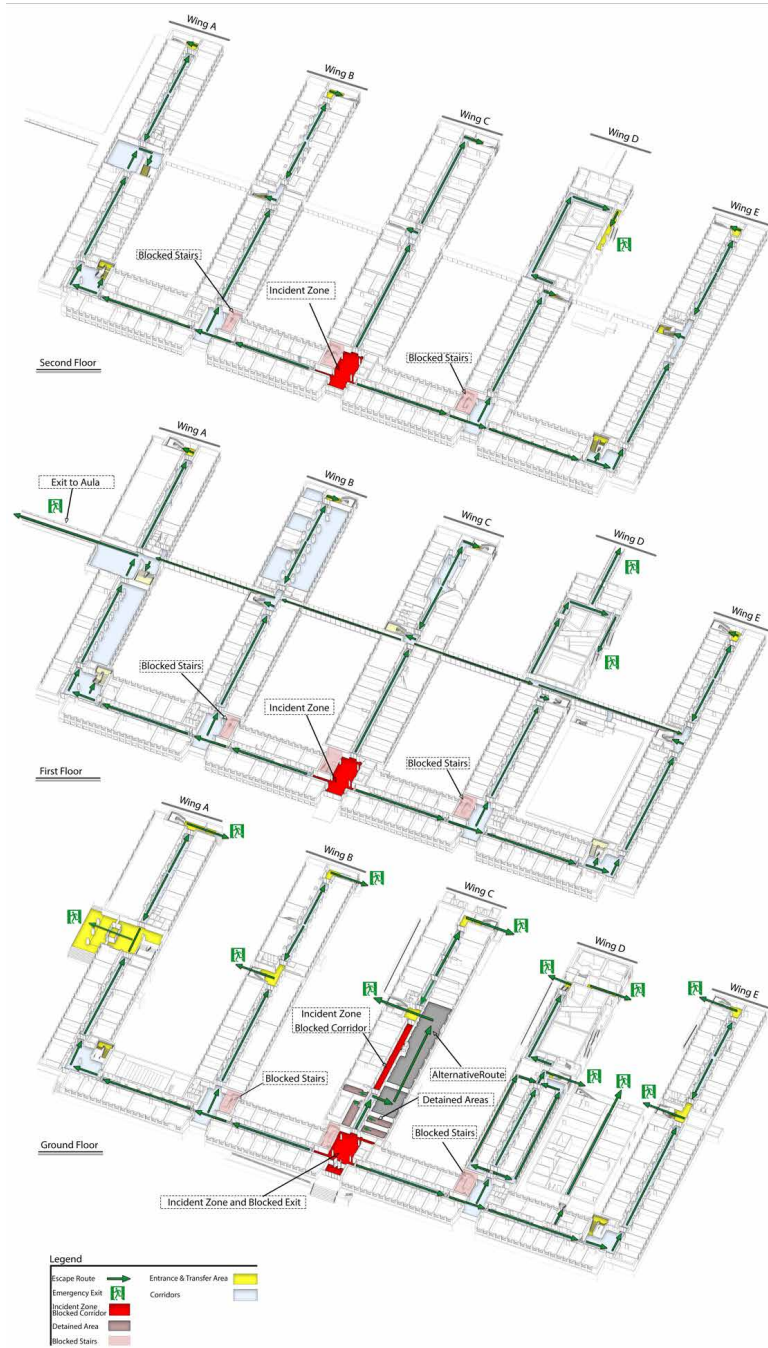 Wing A
Wing B
Wing C
Wing D
Wing E
Blocked Stairs
Incident Zone
Blocked Stairs
Second Floor
Wing A
Exit to Aula
Wing B
Wing C
Wing D
Wing E
Blocked Stairs
Incident Zone
Blocked Stairs
First Floor
Wing A
Wing B
Wing C
Wing D
Wing E
Incident Zone
Blocked Corridor
AlternativeRoute
Blocked Stairs
Detained Areas
Ground Floor
Blocked Stairs
Incident Zone and Blocked Exit
Legend
Escape Route
Entrance & Transfer Area
Emergency Exit
Corridors
Incident Zone
Blocked Corridor
Detained Area
Blocked Stairs